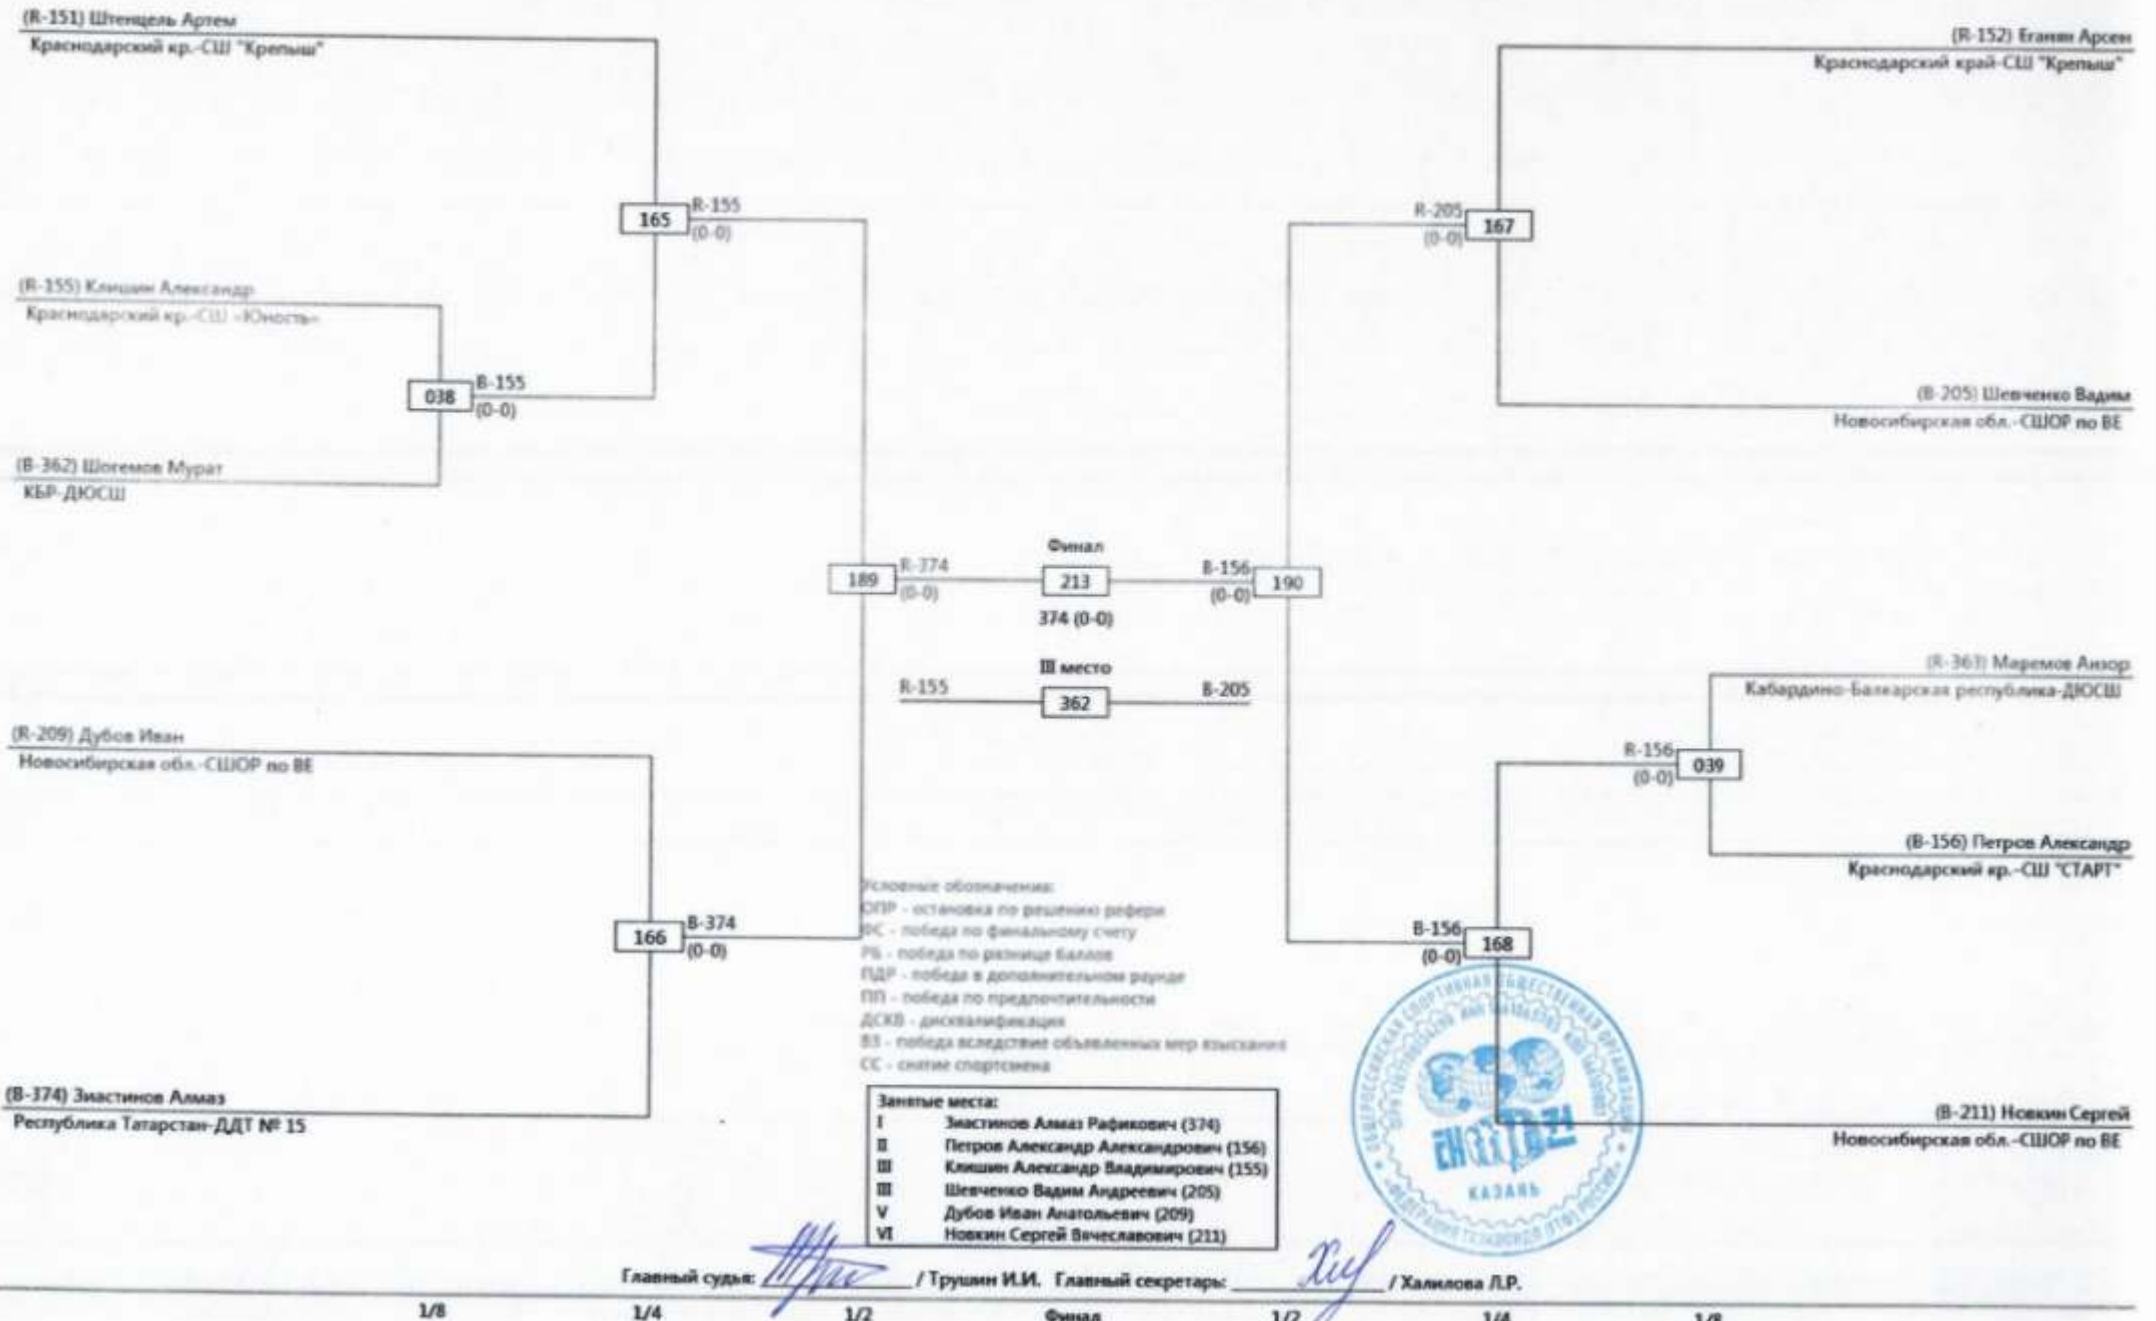 (R-151) Штенцель Артем
Краснодарский кр.-СШ "Крепыш"
(R-152) Еганян Арсен
Краснодарский край-СШ "Крепыш"
165
R-155
(0-0)
R-205
(0-0)
167
(R-155) Клишин Александр
Краснодарский кр.-СШ «Юность»
038
B-155
(0-0)
(B-205) Шевченко Вадим
Новосибирская обл.-СШОР по ВЕ
(B-362) Шогемов Мурат
КБР-ДЮСШ
Финал
189
R-374
(0-0)
213
B-156
(0-0)
190
374 (0-0)
III место
R-155
362
B-205
(R-363) Маремов Анзор
Кабардино-Балкарская республика-ДЮСШ
(R-209) Дубов Иван
Новосибирская обл.-СШОР по ВЕ
R-156
(0-0)
039
(B-156) Петров Александр
Краснодарский кр.-СШ "СТАРТ"
166
B-374
(0-0)
B-156
(0-0)
168
Условные обозначения:
ОПР - остановка по решению рефери
ФС - победа по финальному счету
РБ - победа по разнице баллов
ПДР - победа в дополнительном раунде
ПП - победа по предпочтительности
ДСКВ - дисквалификация
ВЗ - победа вследствие объявленных мер взыскания
СС - снятие спортсмена
(B-374) Зиастинов Алмаз
Республика Татарстан-ДДТ № 15
(B-211) Новкин Сергей
Новосибирская обл.-СШОР по ВЕ
Занятые места:
I Зиастинов Алмаз Рафикович (374)
II Петров Александр Александрович (156)
III Клишин Александр Владимирович (155)
III Шевченко Вадим Андреевич (205)
V Дубов Иван Анатольевич (209)
VI Новкин Сергей Вячеславович (211)
ОБЩЕРОССИЙСКАЯ СПОРТИВНАЯ ОБЩЕСТВЕННАЯ ОРГАНИЗАЦИЯ
КАЗАНЬ
Главный судья: / Трушин И.И. Главный секретарь: / Халилова Л.Р.
1/8 1/4 1/2 Финал 1/2 1/4 1/8